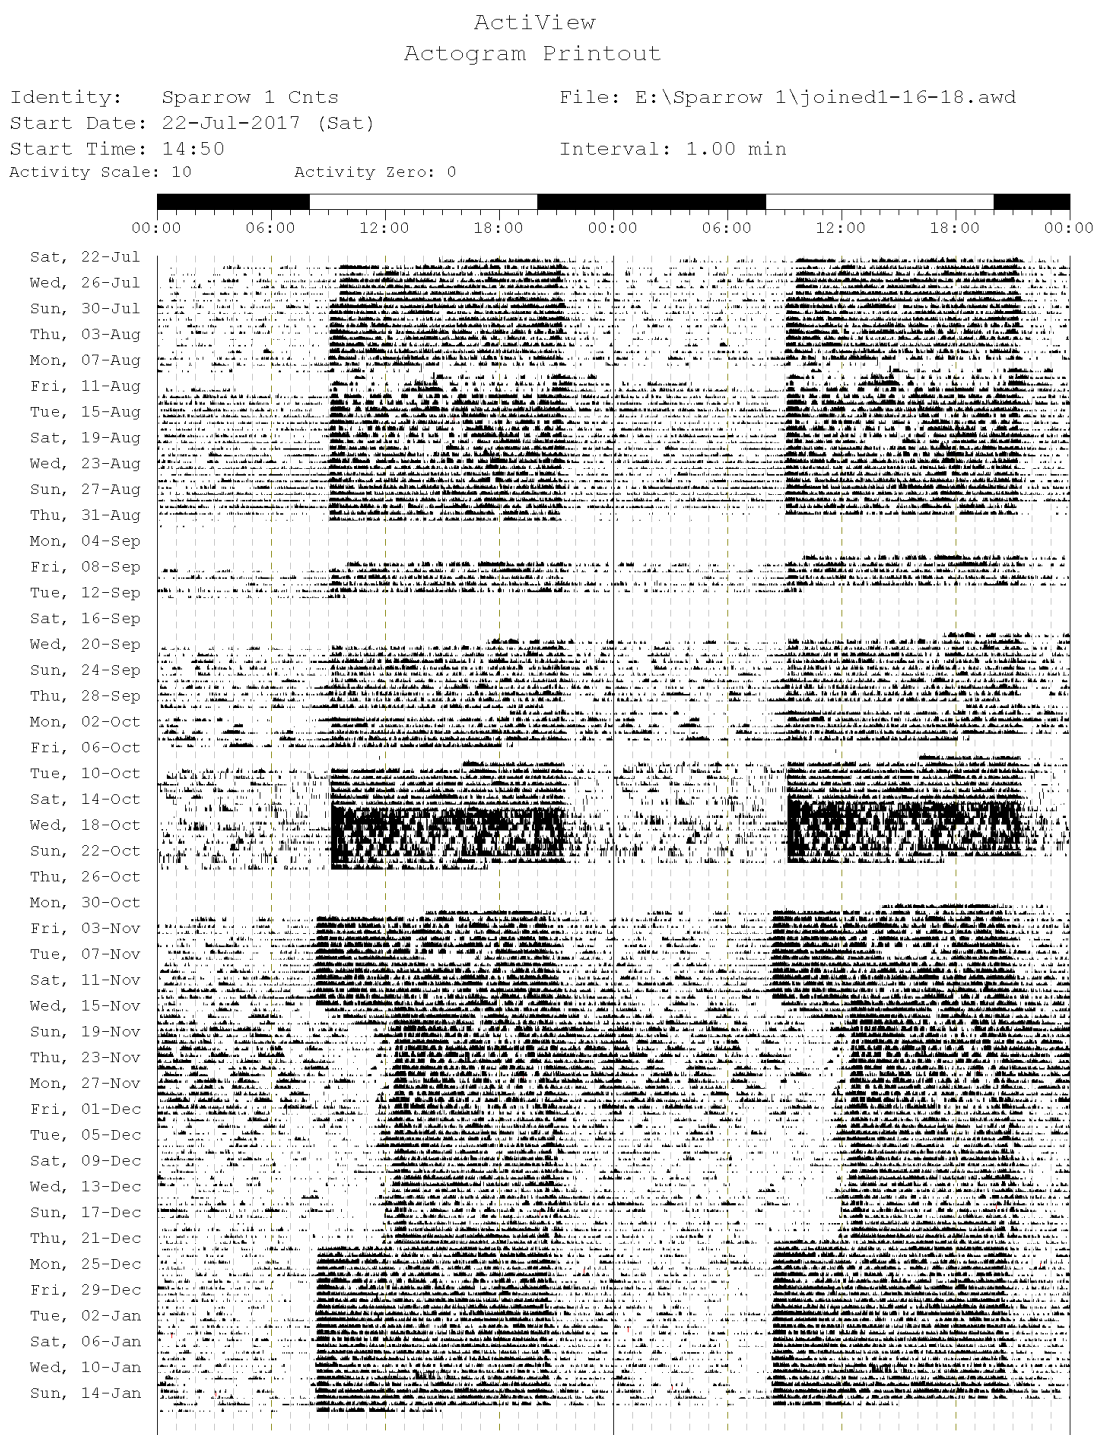 ActiView
Actogram Printout
Identity: Sparrow 1 Cnts File: E:\Sparrow 1\joined1-16-18.awd
Start Date: 22-Jul-2017 (Sat)
Start Time: 14:50 Interval: 1.00 min
Activity Scale: 10 Activity Zero: 0
00:00 06:00 12:00 18:00 00:00 06:00 12:00 18:00 00:00
Sat, 22-Jul
Wed, 26-Jul
Sun, 30-Jul
Thu, 03-Aug
Mon, 07-Aug
Fri, 11-Aug
Tue, 15-Aug
Sat, 19-Aug
Wed, 23-Aug
Sun, 27-Aug
Thu, 31-Aug
Mon, 04-Sep
Fri, 08-Sep
Tue, 12-Sep
Sat, 16-Sep
Wed, 20-Sep
Sun, 24-Sep
Thu, 28-Sep
Mon, 02-Oct
Fri, 06-Oct
Tue, 10-Oct
Sat, 14-Oct
Wed, 18-Oct
Sun, 22-Oct
Thu, 26-Oct
Mon, 30-Oct
Fri, 03-Nov
Tue, 07-Nov
Sat, 11-Nov
Wed, 15-Nov
Sun, 19-Nov
Thu, 23-Nov
Mon, 27-Nov
Fri, 01-Dec
Tue, 05-Dec
Sat, 09-Dec
Wed, 13-Dec
Sun, 17-Dec
Thu, 21-Dec
Mon, 25-Dec
Fri, 29-Dec
Tue, 02-Jan
Sat, 06-Jan
Wed, 10-Jan
Sun, 14-Jan